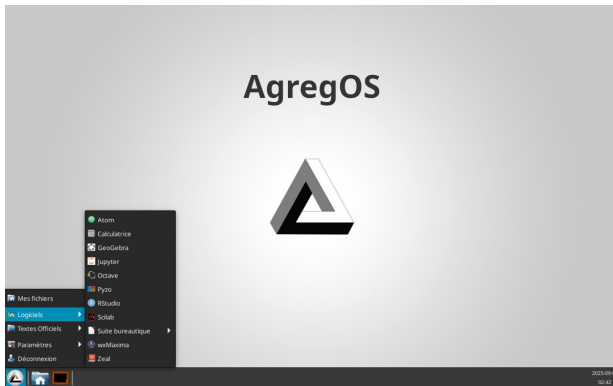 AgregOS
Atom
Calculatrice
GeoGebra
Jupyter
Octave
Pyzo
RStudio
Scilab
Suite bureautique
wxMaxima
Zeal
Mes fichiers
Logiciels
Textes Officiels
Paramètres
Déconnexion
02:42